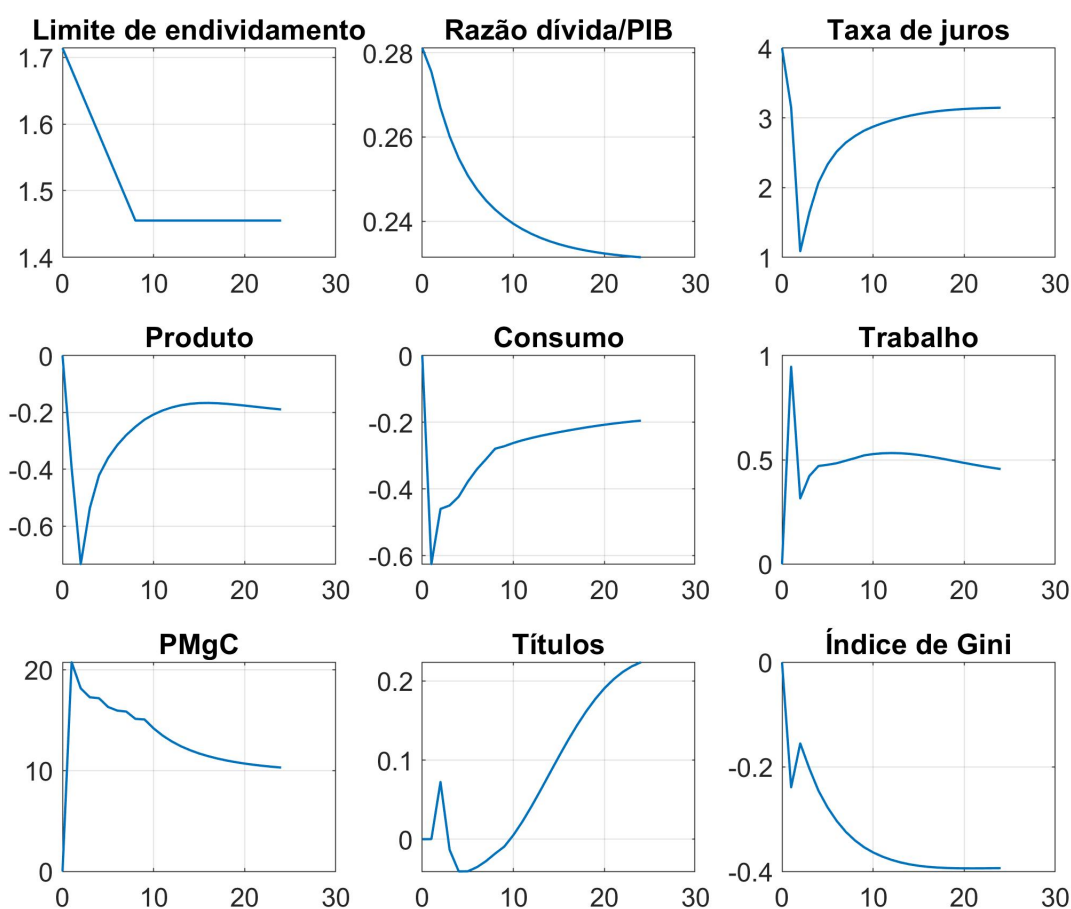 Limite de endividamento
1.7
1.6
1.5
1.4
0 10 20 30
Razão dívida/PIB
0.28
0.26
0.24
0 10 20 30
Taxa de juros
4
3
2
1
0 10 20 30
Produto
0
-0.2
-0.4
-0.6
0 10 20 30
Consumo
0
-0.2
-0.4
-0.6
0 10 20 30
Trabalho
1
0.5
0
0 10 20 30
PMgC
20
10
0
0 10 20 30
Títulos
0.2
0.1
0
0 10 20 30
Índice de Gini
0
-0.2
-0.4
0 10 20 30